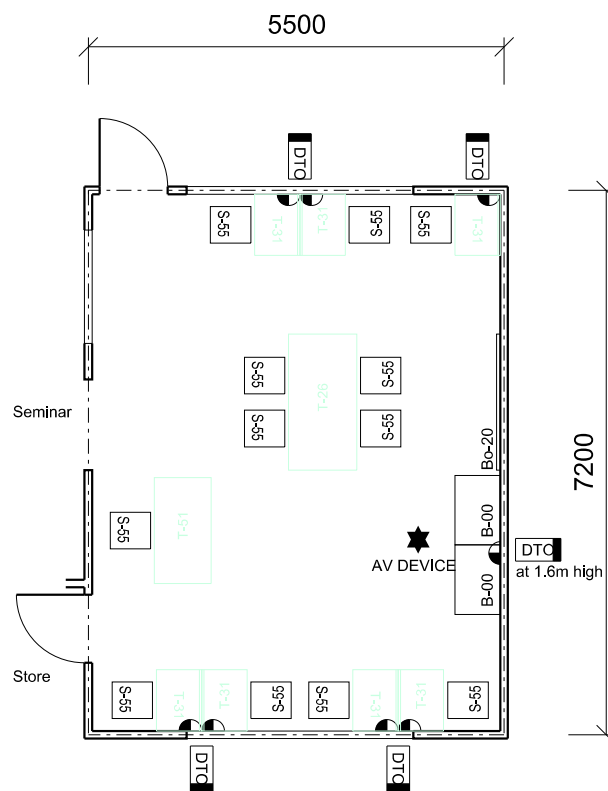 5500
DTO
DTO
S-55
T-31
T-31
S-55
S-55
T-31
S-55
S-55
T-26
S-55
S-55
Seminar
Bo-20
7200
S-55
T-51
B-00
AV DEVICE
DTO
at 1.6m high
B-00
Store
S-55
T-31
T-31
S-55
S-55
T-31
T-31
S-55
DTO
DTO